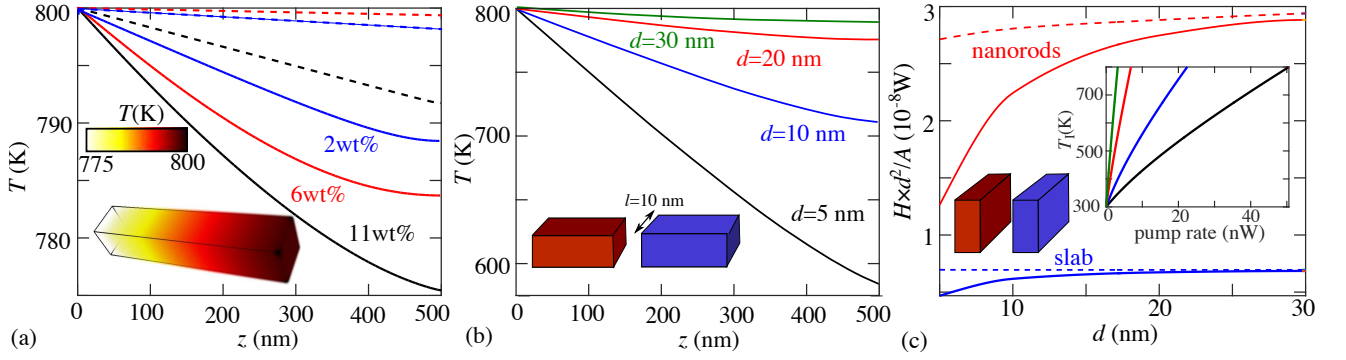 800
790
780
T (K)
T(K)
775
800
2wt%
6wt%
11wt%
0
100
200
300
400
500
z (nm)
(a)
800
700
600
T (K)
d=30 nm
d=20 nm
d=10 nm
d=5 nm
l=10 nm
0
100
200
300
400
500
z (nm)
(b)
3
2
1
H×d²/A (10⁻⁸W)
nanorods
slab
700
500
300
T₁(K)
0
20
40
pump rate (nW)
10
20
30
d (nm)
(c)